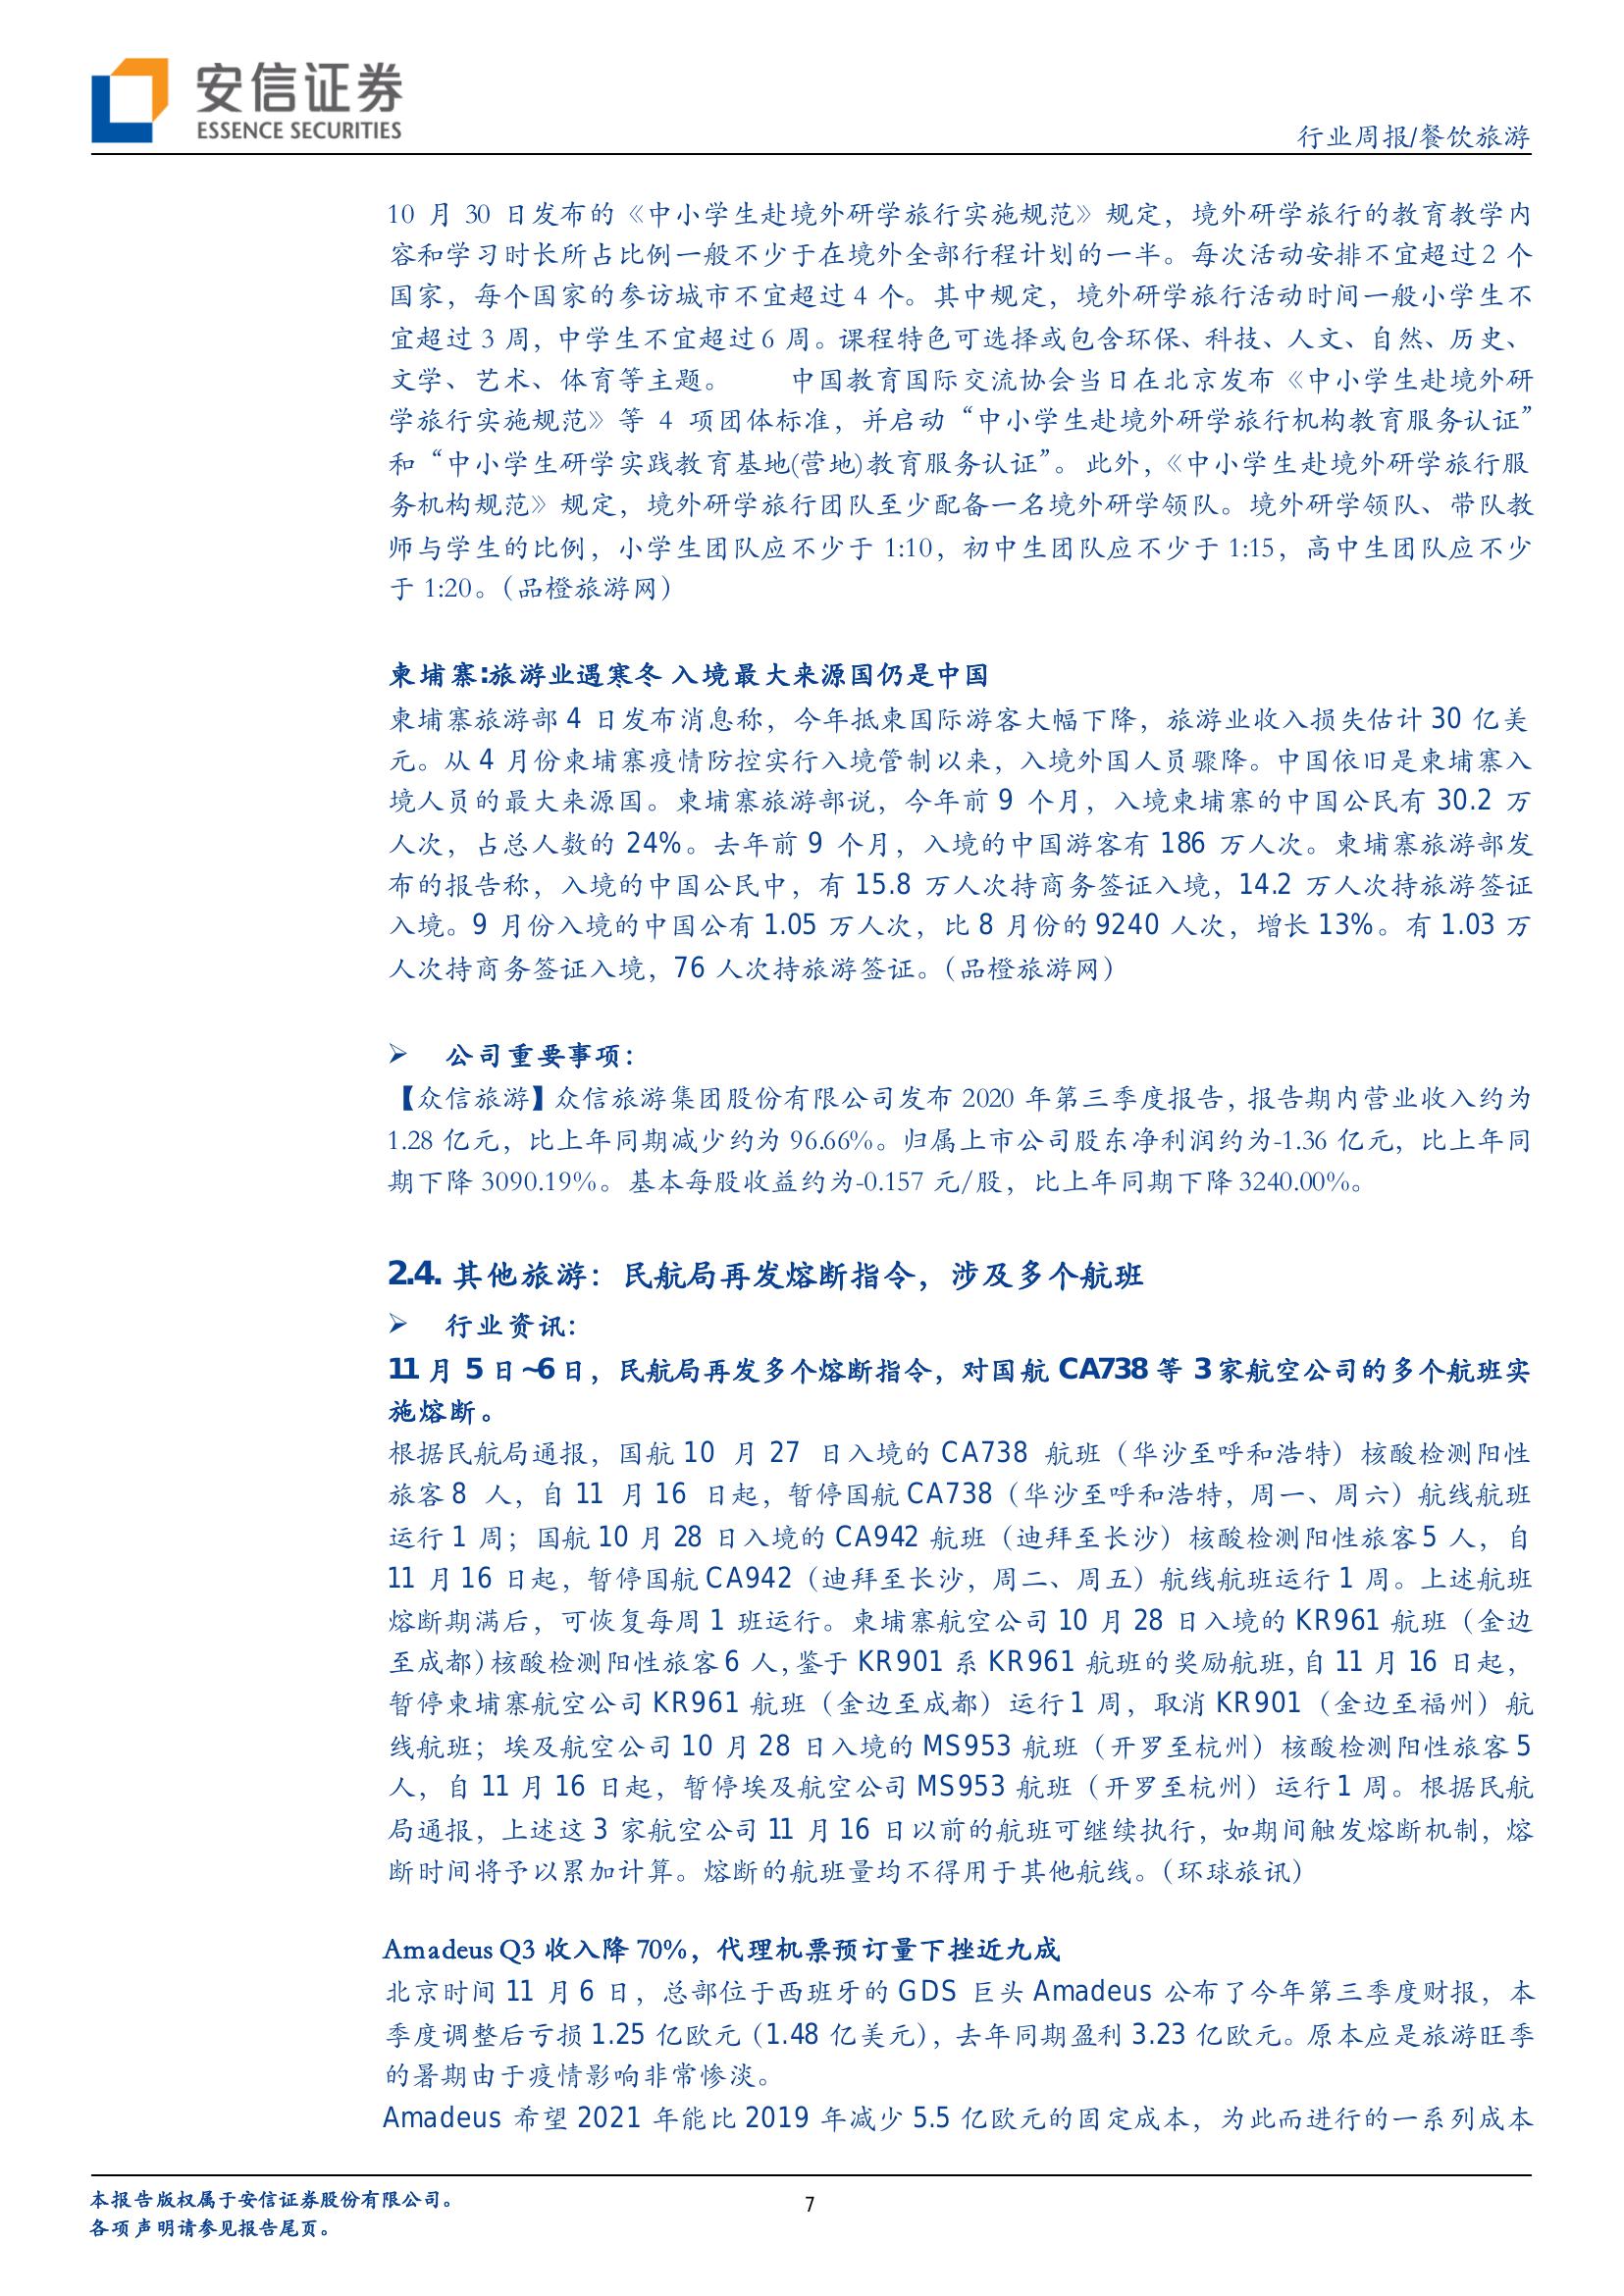 安信证券
ESSENCE SECURITIES
行业周报/餐饮旅游
10 月 30 日发布的《中小学生赴境外研学旅行实施规范》规定，境外研学旅行的教育教学内
容和学习时长所占比例一般不少于在境外全部行程计划的一半。每次活动安排不宜超过 2 个
国家，每个国家的参访城市不宜超过 4 个。其中规定，境外研学旅行活动时间一般小学生不
宜超过 3 周，中学生不宜超过 6 周。课程特色可选择或包含环保、科技、人文、自然、历史、
文学、艺术、体育等主题。 中国教育国际交流协会当日在北京发布《中小学生赴境外研
学旅行实施规范》等 4 项团体标准，并启动“中小学生赴境外研学旅行机构教育服务认证”
和“中小学生研学实践教育基地(营地)教育服务认证”。此外，《中小学生赴境外研学旅行服
务机构规范》规定，境外研学旅行团队至少配备一名境外研学领队。境外研学领队、带队教
师与学生的比例，小学生团队应不少于 1:10，初中生团队应不少于 1:15，高中生团队应不少
于 1:20。（品橙旅游网）
柬埔寨:旅游业遇寒冬 入境最大来源国仍是中国
柬埔寨旅游部 4 日发布消息称，今年抵柬国际游客大幅下降，旅游业收入损失估计 30 亿美
元。从 4 月份柬埔寨疫情防控实行入境管制以来，入境外国人员骤降。中国依旧是柬埔寨入
境人员的最大来源国。柬埔寨旅游部说，今年前 9 个月，入境柬埔寨的中国公民有 30.2 万
人次，占总人数的 24%。去年前 9 个月，入境的中国游客有 186 万人次。柬埔寨旅游部发
布的报告称，入境的中国公民中，有 15.8 万人次持商务签证入境，14.2 万人次持旅游签证
入境。9 月份入境的中国公有 1.05 万人次，比 8 月份的 9240 人次，增长 13%。有 1.03 万
人次持商务签证入境，76 人次持旅游签证。（品橙旅游网）
➢ 公司重要事项：
【众信旅游】众信旅游集团股份有限公司发布 2020 年第三季度报告，报告期内营业收入约为
1.28 亿元，比上年同期减少约为 96.66%。归属上市公司股东净利润约为-1.36 亿元，比上年同
期下降 3090.19%。基本每股收益约为-0.157 元/股，比上年同期下降 3240.00%。
2.4. 其他旅游：民航局再发熔断指令，涉及多个航班
➢ 行业资讯：
11 月 5 日~6 日，民航局再发多个熔断指令，对国航 CA738 等 3 家航空公司的多个航班实
施熔断。
根据民航局通报，国航 10 月 27 日入境的 CA738 航班（华沙至呼和浩特）核酸检测阳性
旅客 8 人，自 11 月 16 日起，暂停国航 CA738（华沙至呼和浩特，周一、周六）航线航班
运行 1 周；国航 10 月 28 日入境的 CA942 航班（迪拜至长沙）核酸检测阳性旅客 5 人，自
11 月 16 日起，暂停国航 CA942（迪拜至长沙，周二、周五）航线航班运行 1 周。上述航班
熔断期满后，可恢复每周 1 班运行。柬埔寨航空公司 10 月 28 日入境的 KR961 航班（金边
至成都）核酸检测阳性旅客 6 人，鉴于 KR901 系 KR961 航班的奖励航班，自 11 月 16 日起，
暂停柬埔寨航空公司 KR961 航班（金边至成都）运行 1 周，取消 KR901（金边至福州）航
线航班；埃及航空公司 10 月 28 日入境的 MS953 航班（开罗至杭州）核酸检测阳性旅客 5
人，自 11 月 16 日起，暂停埃及航空公司 MS953 航班（开罗至杭州）运行 1 周。根据民航
局通报，上述这 3 家航空公司 11 月 16 日以前的航班可继续执行，如期间触发熔断机制，熔
断时间将予以累加计算。熔断的航班量均不得用于其他航线。（环球旅讯）
Amadeus Q3 收入降 70%，代理机票预订量下挫近九成
北京时间 11 月 6 日，总部位于西班牙的 GDS 巨头 Amadeus 公布了今年第三季度财报，本
季度调整后亏损 1.25 亿欧元（1.48 亿美元），去年同期盈利 3.23 亿欧元。原本应是旅游旺季
的暑期由于疫情影响非常惨淡。
Amadeus 希望 2021 年能比 2019 年减少 5.5 亿欧元的固定成本，为此而进行的一系列成本
本报告版权属于安信证券股份有限公司。
各项声明请参见报告尾页。
7